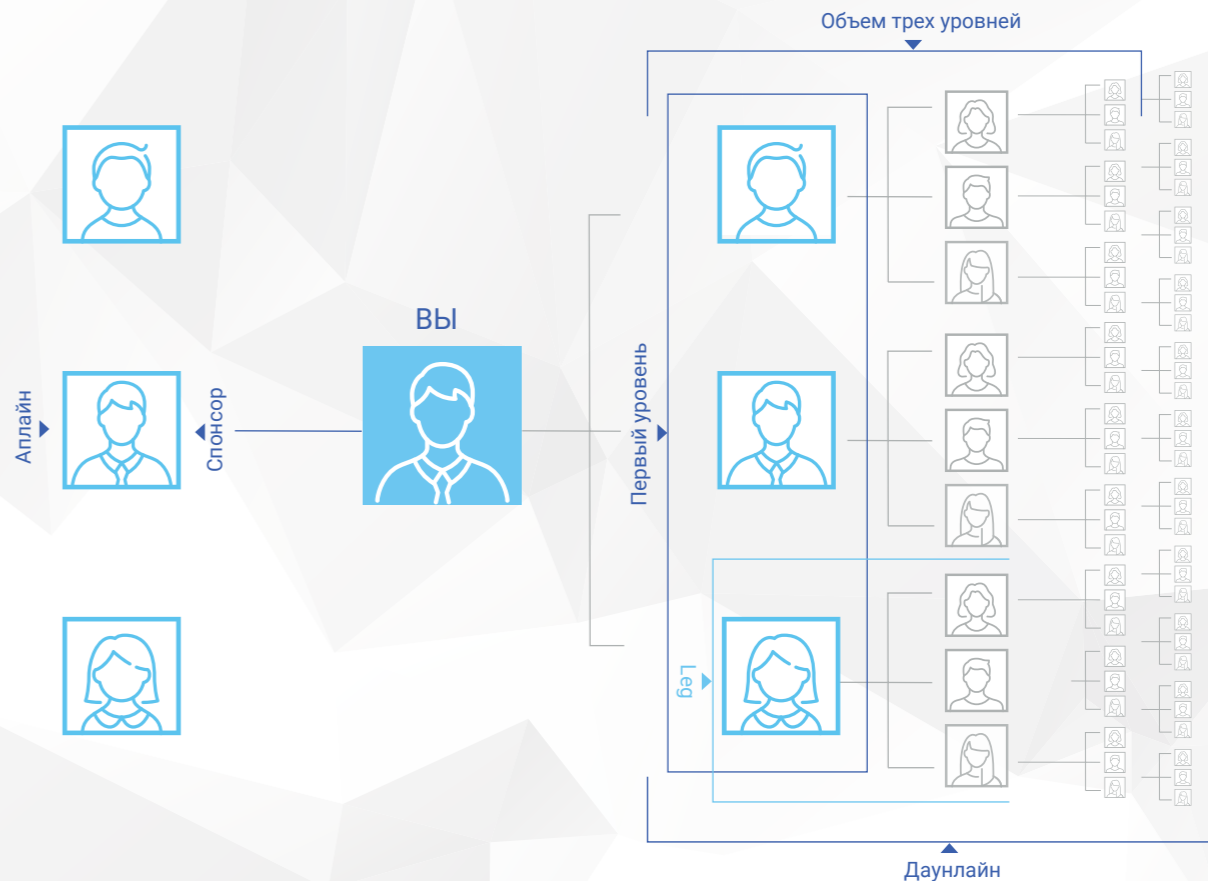 Объем трех уровней
ВЫ
Аплайн
Спонсор
Первый уровень
Leg
Даунлайн